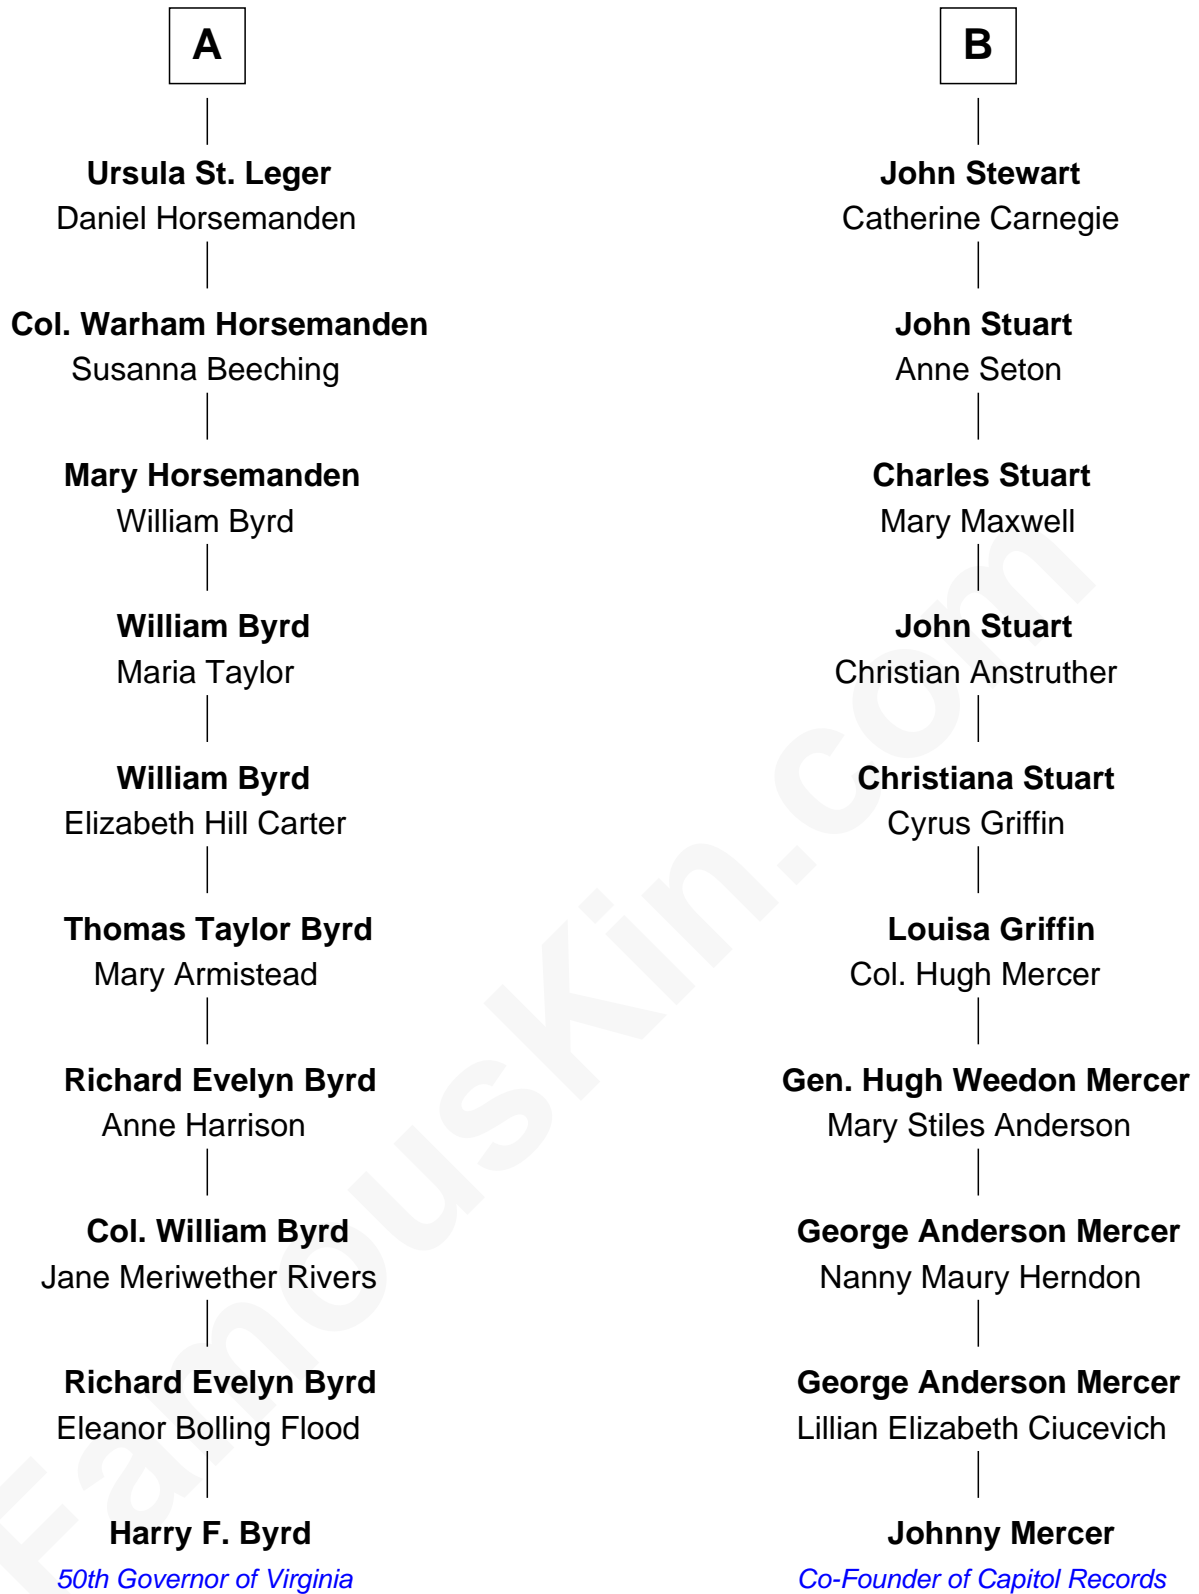 A
Ursula St. Leger
Daniel Horsemanden
Col. Warham Horsemanden
Susanna Beeching
Mary Horsemanden
William Byrd
William Byrd
Maria Taylor
William Byrd
Elizabeth Hill Carter
Thomas Taylor Byrd
Mary Armistead
Richard Evelyn Byrd
Anne Harrison
Col. William Byrd
Jane Meriwether Rivers
Richard Evelyn Byrd
Eleanor Bolling Flood
Harry F. Byrd
50th Governor of Virginia
B
John Stewart
Catherine Carnegie
John Stuart
Anne Seton
Charles Stuart
Mary Maxwell
John Stuart
Christian Anstruther
Christiana Stuart
Cyrus Griffin
Louisa Griffin
Col. Hugh Mercer
Gen. Hugh Weedon Mercer
Mary Stiles Anderson
George Anderson Mercer
Nanny Maury Herndon
George Anderson Mercer
Lillian Elizabeth Ciucevich
Johnny Mercer
Co-Founder of Capitol Records
FamousKin.com